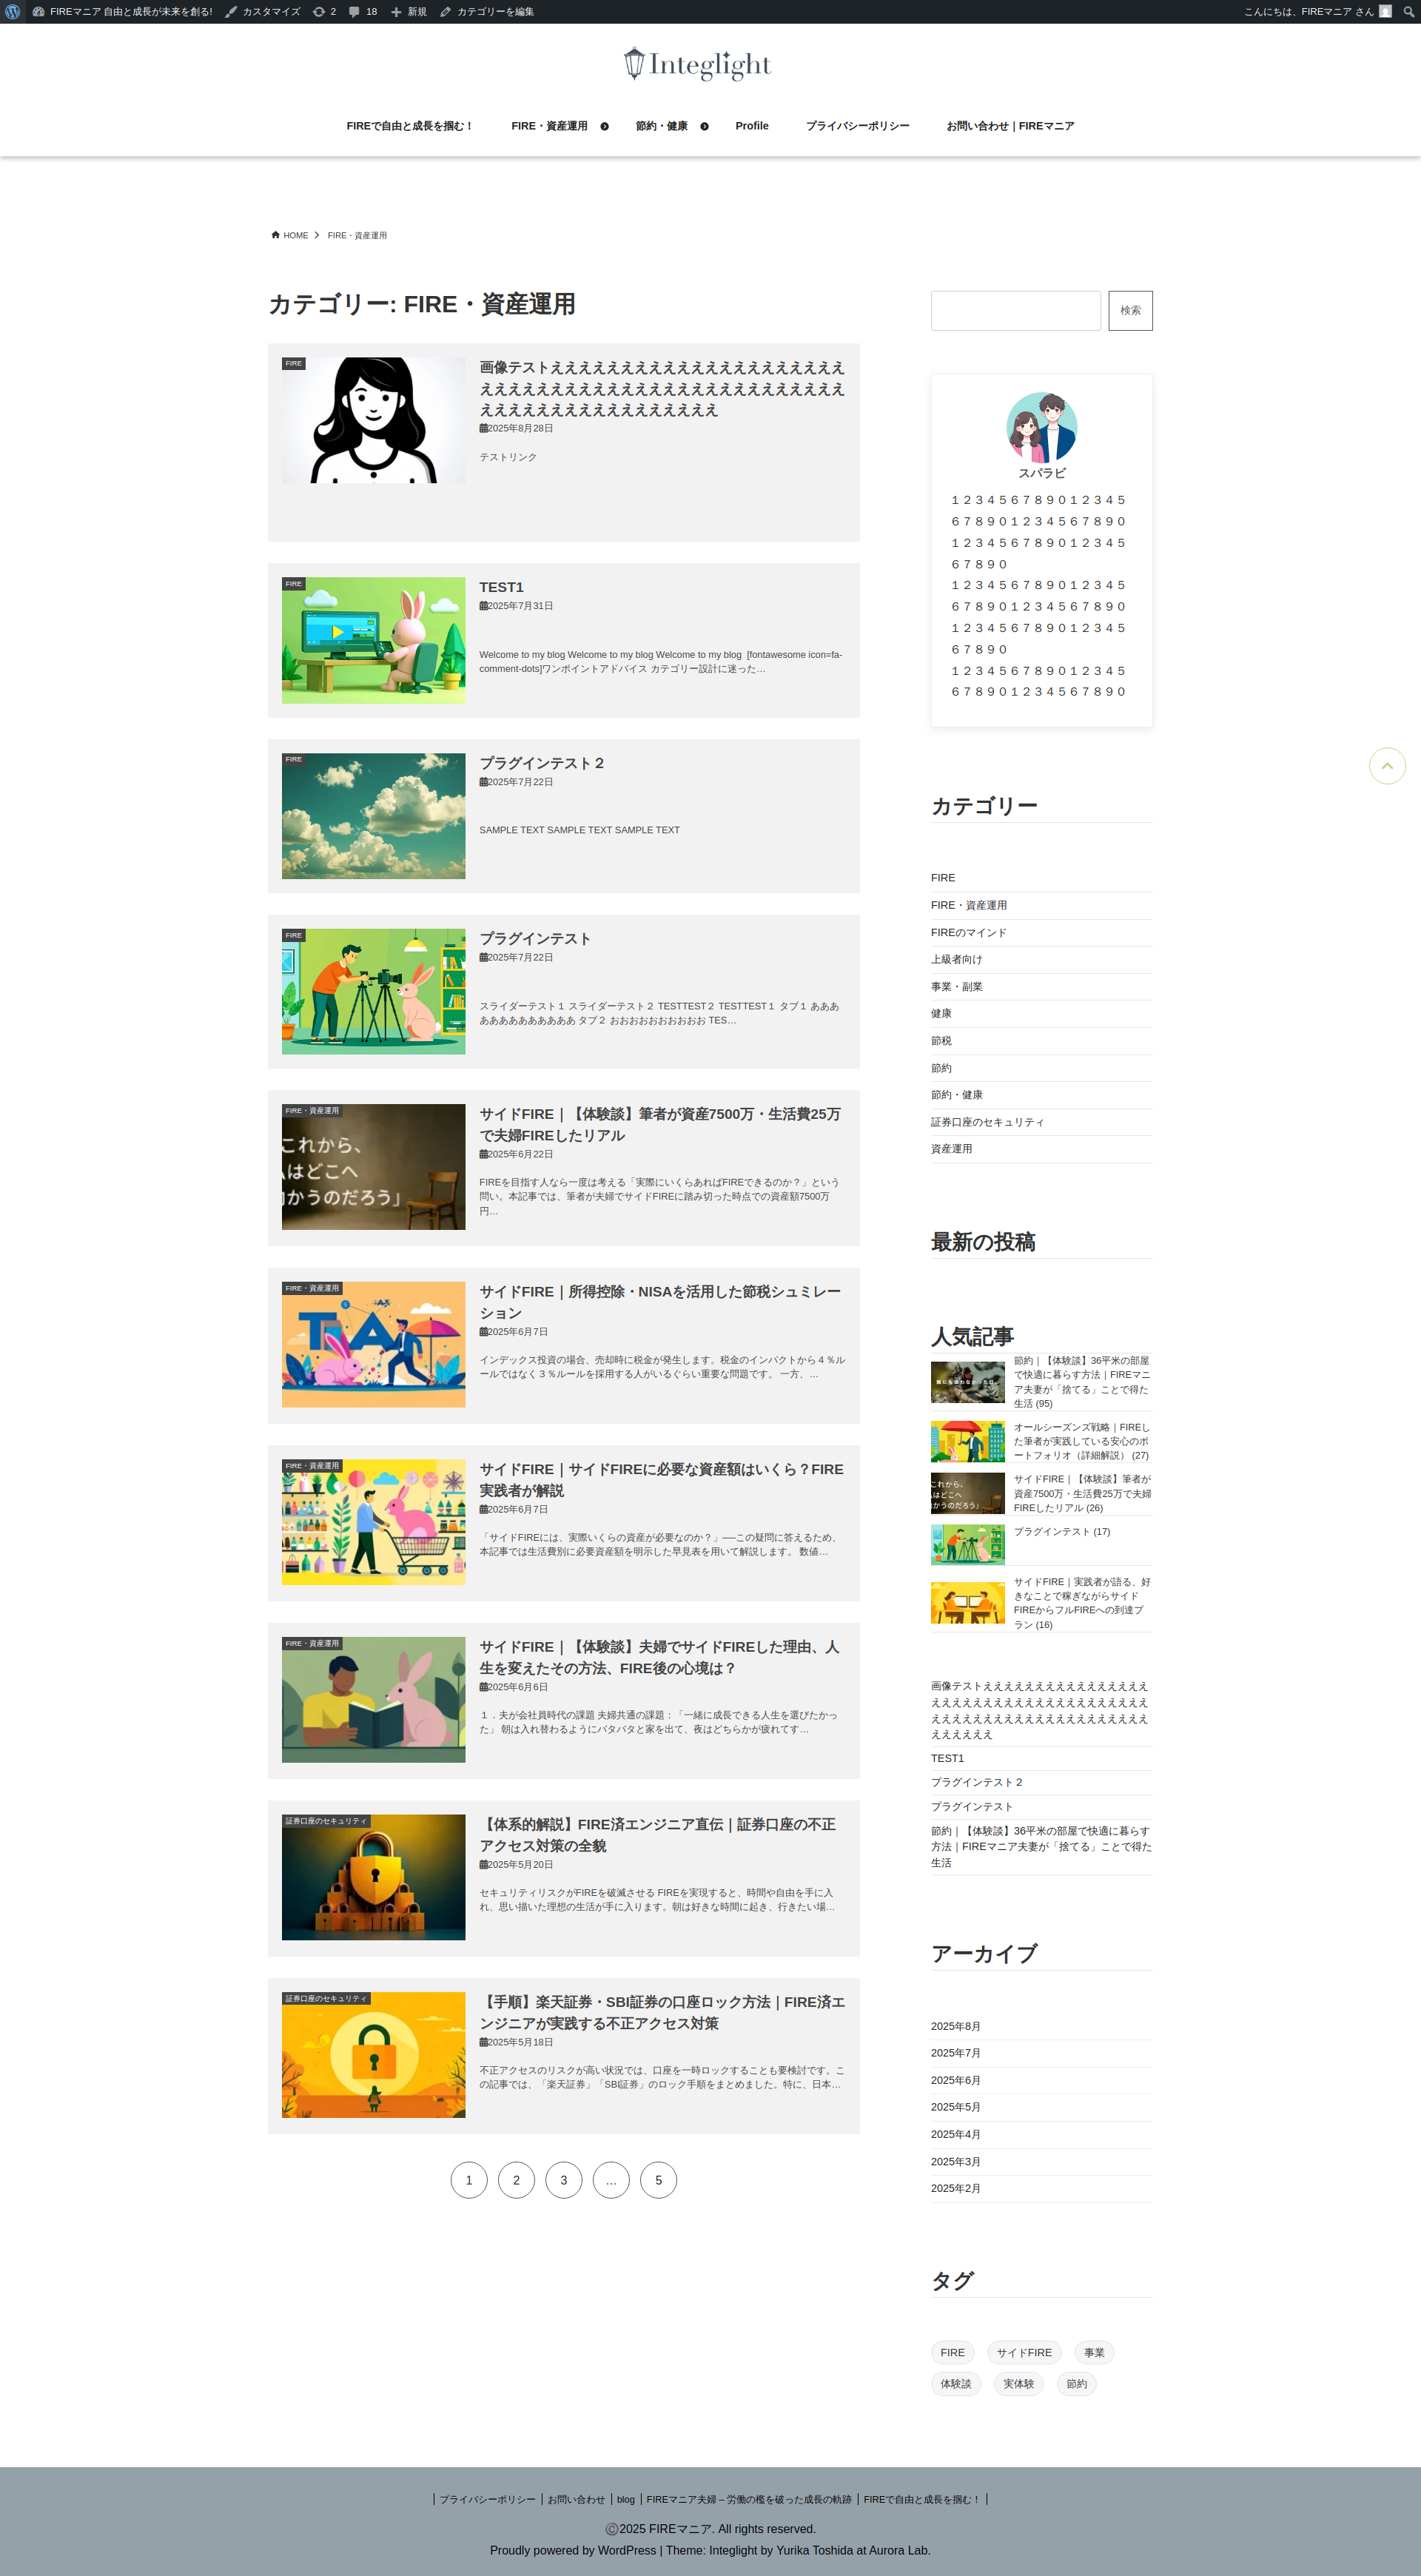 FIREマニア 自由と成長が未来を創る! カスタマイズ 2 18 新規 カテゴリーを編集 こんにちは、FIREマニア さん
Integlight
FIREで自由と成長を掴む！ FIRE・資産運用 節約・健康 Profile プライバシーポリシー お問い合わせ | FIREマニア
HOME FIRE・資産運用
カテゴリー: FIRE・資産運用
FIRE
画像テストえええええええええええええええええええええ
ええええええええええええええええええええええええええ
えええええええええええええええええ
2025年8月28日
テストリンク
FIRE
TEST1
2025年7月31日
Welcome to my blog Welcome to my blog Welcome to my blog [fontawesome icon=fa-
comment-dots]ワンポイントアドバイス カテゴリー設計に迷った…
FIRE
プラグインテスト２
2025年7月22日
SAMPLE TEXT SAMPLE TEXT SAMPLE TEXT
FIRE
プラグインテスト
2025年7月22日
スライダーテスト１ スライダーテスト２ TESTTEST２ TESTTEST１ タブ１ あああ
ああああああああああ タブ２ おおおおおおおおおお TES…
FIRE・資産運用
これから、
はどこへ
かうのだろう」
サイドFIRE｜【体験談】筆者が資産7500万・生活費25万
で夫婦FIREしたリアル
2025年6月22日
FIREを目指す人なら一度は考える「実際にいくらあればFIREできるのか？」という
問い。本記事では、筆者が夫婦でサイドFIREに踏み切った時点での資産額7500万
円…
FIRE・資産運用
サイドFIRE｜所得控除・NISAを活用した節税シュミレー
ション
2025年6月7日
インデックス投資の場合、売却時に税金が発生します。税金のインパクトから４％ル
ールではなく３％ルールを採用する人がいるぐらい重要な問題です。 一方、…
FIRE・資産運用
サイドFIRE｜サイドFIREに必要な資産額はいくら？FIRE
実践者が解説
2025年6月7日
「サイドFIREには、実際いくらの資産が必要なのか？」──この疑問に答えるため、
本記事では生活費別に必要資産額を明示した早見表を用いて解説します。 数値…
FIRE・資産運用
サイドFIRE｜【体験談】夫婦でサイドFIREした理由、人
生を変えたその方法、FIRE後の心境は？
2025年6月6日
１．夫が会社員時代の課題 夫婦共通の課題：「一緒に成長できる人生を選びたかっ
た」 朝は入れ替わるようにバタバタと家を出て、夜はどちらかが疲れてす…
証券口座のセキュリティ
【体系的解説】FIRE済エンジニア直伝｜証券口座の不正
アクセス対策の全貌
2025年5月20日
セキュリティリスクがFIREを破滅させる FIREを実現すると、時間や自由を手に入
れ、思い描いた理想の生活が手に入ります。朝は好きな時間に起き、行きたい場…
証券口座のセキュリティ
【手順】楽天証券・SBI証券の口座ロック方法｜FIRE済エ
ンジニアが実践する不正アクセス対策
2025年5月18日
不正アクセスのリスクが高い状況では、口座を一時ロックすることも要検討です。こ
の記事では、「楽天証券」「SBI証券」のロック手順をまとめました。特に、日本…
1 2 3 … 5
検索
スパラビ
１２３４５６７８９０１２３４５
６７８９０１２３４５６７８９０
１２３４５６７８９０１２３４５
６７８９０
１２３４５６７８９０１２３４５
６７８９０１２３４５６７８９０
１２３４５６７８９０１２３４５
６７８９０
１２３４５６７８９０１２３４５
６７８９０１２３４５６７８９０
カテゴリー
FIRE
FIRE・資産運用
FIREのマインド
上級者向け
事業・副業
健康
節税
節約
節約・健康
証券口座のセキュリティ
資産運用
最新の投稿
人気記事
節約｜【体験談】36平米の部屋
で快適に暮らす方法｜FIREマニ
ア夫妻が「捨てる」ことで得た
生活 (95)
オールシーズンズ戦略｜FIREし
た筆者が実践している安心のポ
ートフォリオ（詳細解説） (27)
これから、
はどこへ
かうのだろう」
サイドFIRE｜【体験談】筆者が
資産7500万・生活費25万で夫婦
FIREしたリアル (26)
プラグインテスト (17)
サイドFIRE｜実践者が語る、好
きなことで稼ぎながらサイド
FIREからフルFIREへの到達プ
ラン (16)
画像テストええええええええええええええええ
えええええええええええええええええええええ
えええええええええええええええええええええ
ええええええ
TEST1
プラグインテスト２
プラグインテスト
節約｜【体験談】36平米の部屋で快適に暮らす
方法｜FIREマニア夫妻が「捨てる」ことで得た
生活
アーカイブ
2025年8月
2025年7月
2025年6月
2025年5月
2025年4月
2025年3月
2025年2月
タグ
FIRE サイドFIRE 事業
体験談 実体験 節約
プライバシーポリシー お問い合わせ blog FIREマニア夫婦 – 労働の檻を破った成長の軌跡 FIREで自由と成長を掴む！
©2025 FIREマニア. All rights reserved.
Proudly powered by WordPress | Theme: Integlight by Yurika Toshida at Aurora Lab.